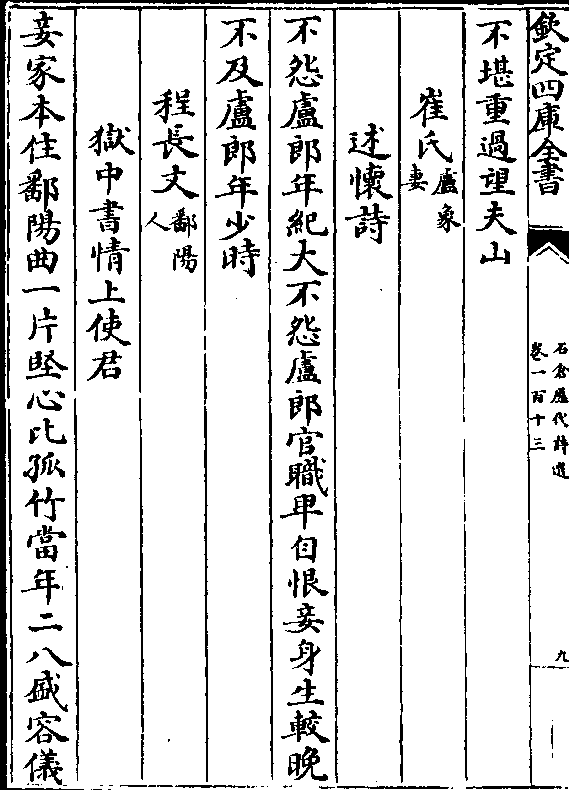 欽定四庫全書
石倉歷代詩選
卷一百十三
九
不堪重過望夫山
崔氏盧象妻
述懷詩
不怨盧郎年紀大不怨盧郎官職卑自恨妾身生較晚
不及盧郎年少時
程長文鄱陽人
獄中書情上使君
妾家本住鄱陽曲一片堅心比孤竹當年二八盛容儀